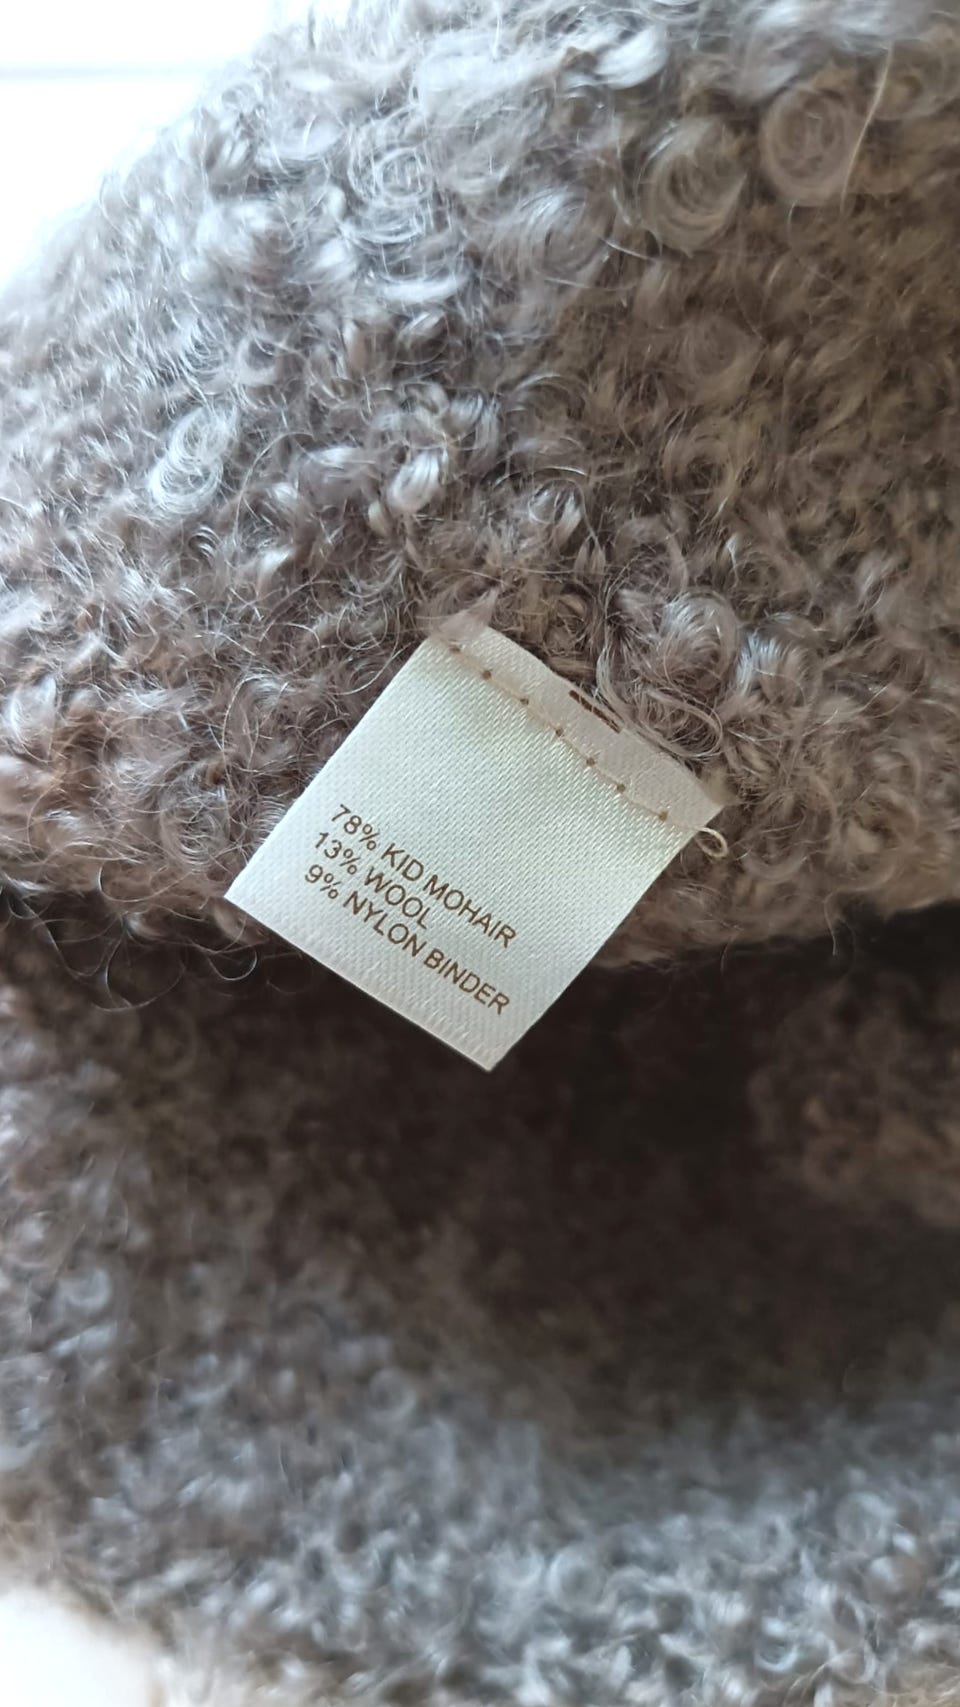 78% KID MOHAIR
13% WOOL
9% NYLON BINDER